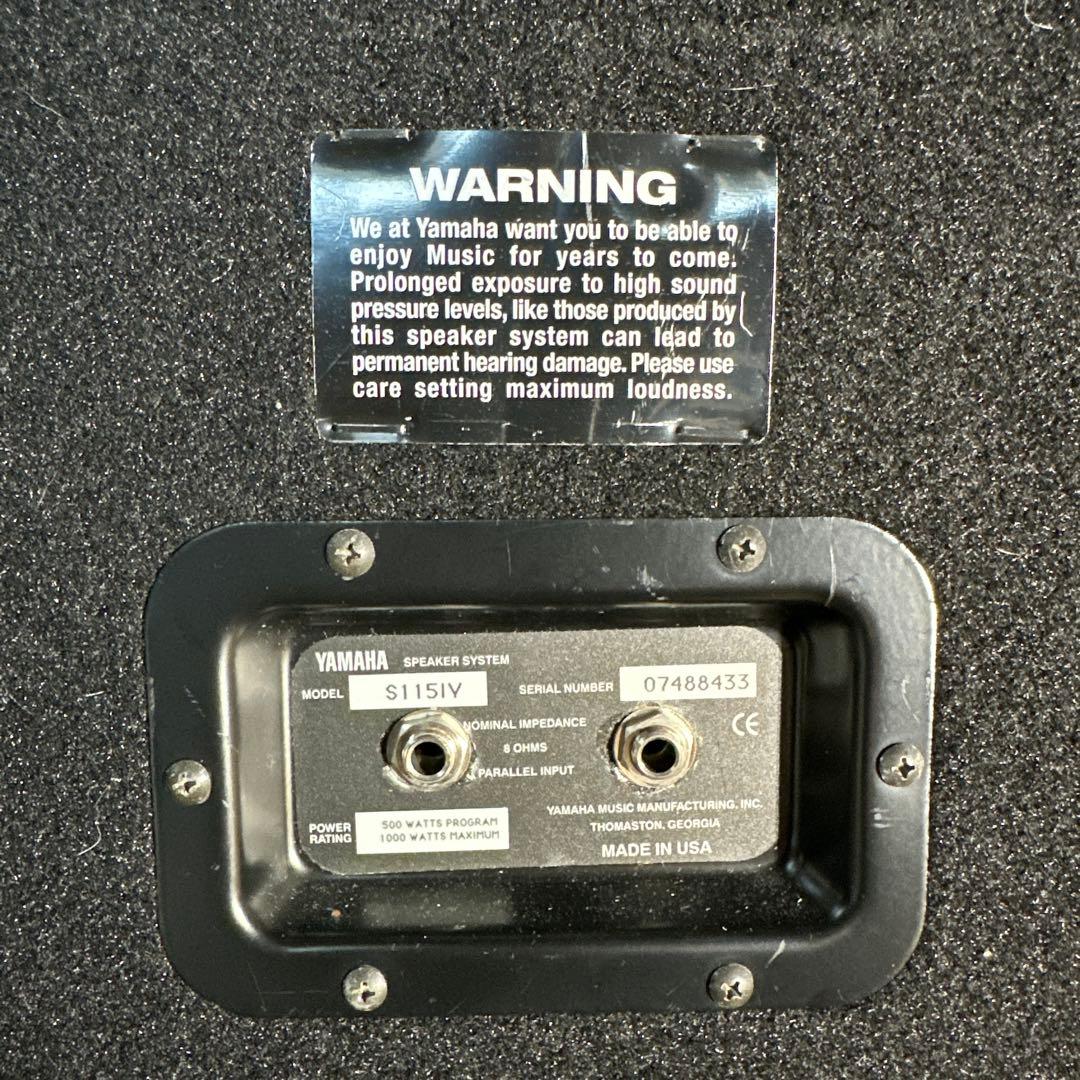 WARNING
We at Yamaha want you to be able to
enjoy Music for years to come.
Prolonged exposure to high sound
pressure levels, like those produced by
this speaker system can lead to
permanent hearing damage. Please use
care setting maximum loudness.
YAMAHA SPEAKER SYSTEM
MODEL S115IV SERIAL NUMBER 07488433
NOMINAL IMPEDANCE
8 OHMS
PARALLEL INPUT
CE
POWER RATING 500 WATTS PROGRAM
1000 WATTS MAXIMUM
YAMAHA MUSIC MANUFACTURING, INC.
THOMASTON, GEORGIA
MADE IN USA